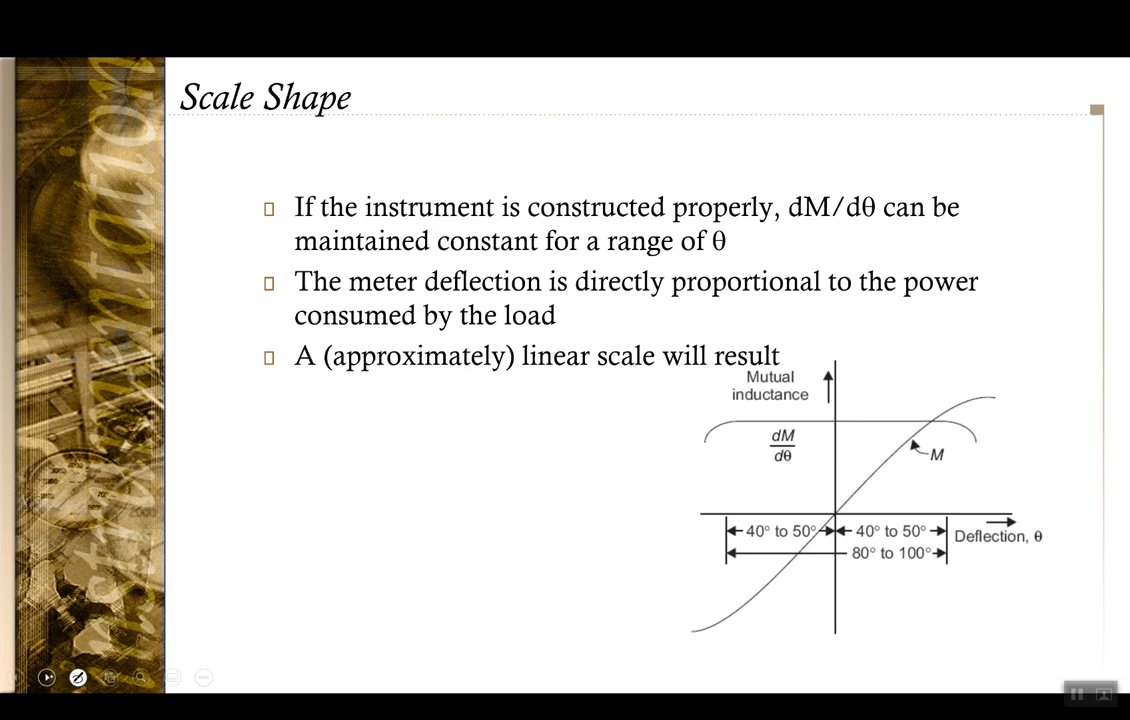 Scale Shape
If the instrument is constructed properly, dM/dθ can be
maintained constant for a range of θ
The meter deflection is directly proportional to the power
consumed by the load
A (approximately) linear scale will result
Mutual
inductance
dM
dθ
M
40° to 50°
40° to 50°
Deflection, θ
80° to 100°